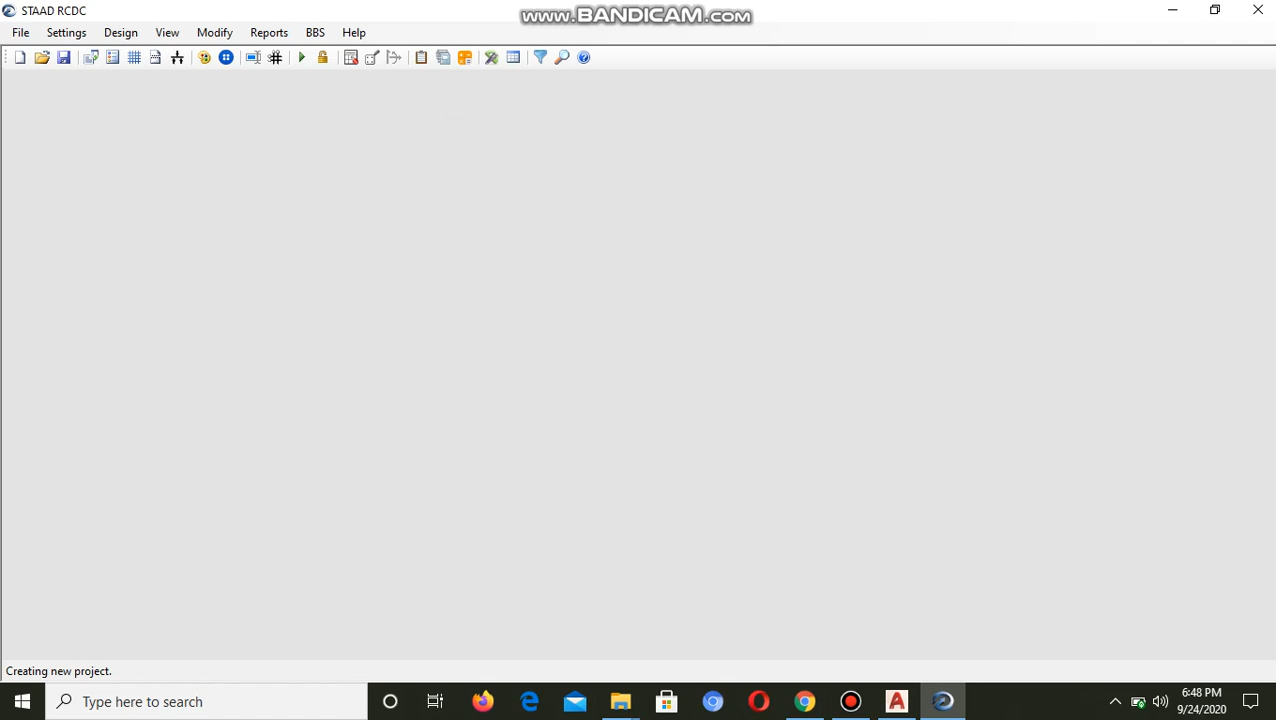 STAAD RCDC
www.BANDICAM.com
File Settings Design View Modify Reports BBS Help
Creating new project.
Type here to search
6:48 PM
9/24/2020